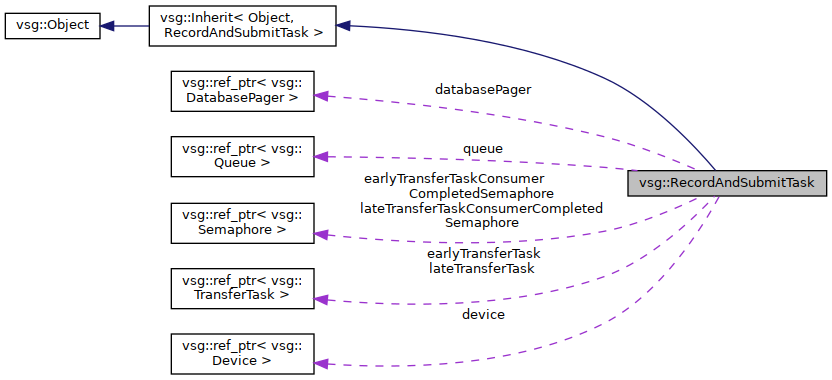 vsg::Object
vsg::Inherit< Object,
RecordAndSubmitTask >
vsg::ref_ptr< vsg::
DatabasePager >
databasePager
vsg::ref_ptr< vsg::
Queue >
queue
vsg::RecordAndSubmitTask
earlyTransferTaskConsumer
CompletedSemaphore
lateTransferTaskConsumerCompleted
Semaphore
vsg::ref_ptr< vsg::
Semaphore >
earlyTransferTask
lateTransferTask
vsg::ref_ptr< vsg::
TransferTask >
device
vsg::ref_ptr< vsg::
Device >